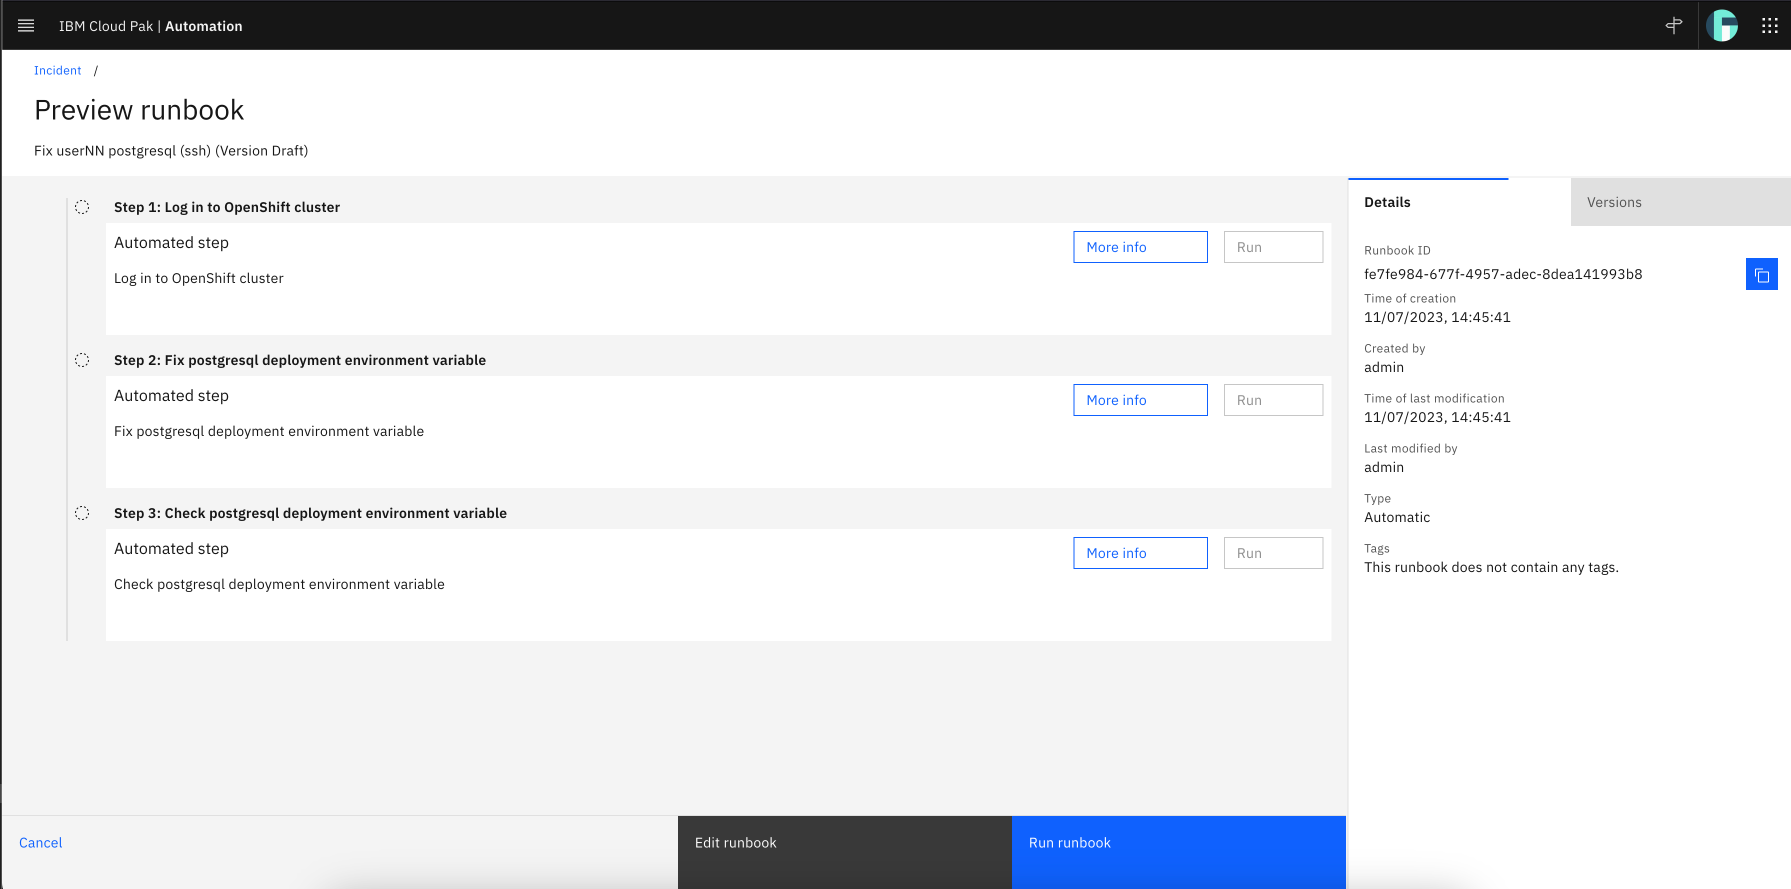 IBM Cloud Pak | Automation
Incident /
Preview runbook
Fix userNN postgresql (ssh) (Version Draft)
Step 1: Log in to OpenShift cluster
Automated step
More info
Run
Log in to OpenShift cluster
Step 2: Fix postgresql deployment environment variable
Automated step
More info
Run
Fix postgresql deployment environment variable
Step 3: Check postgresql deployment environment variable
Automated step
More info
Run
Check postgresql deployment environment variable
Cancel
Edit runbook
Run runbook
Details
Versions
Runbook ID
fe7fe984-677f-4957-adec-8dea141993b8
Time of creation
11/07/2023, 14:45:41
Created by
admin
Time of last modification
11/07/2023, 14:45:41
Last modified by
admin
Type
Automatic
Tags
This runbook does not contain any tags.